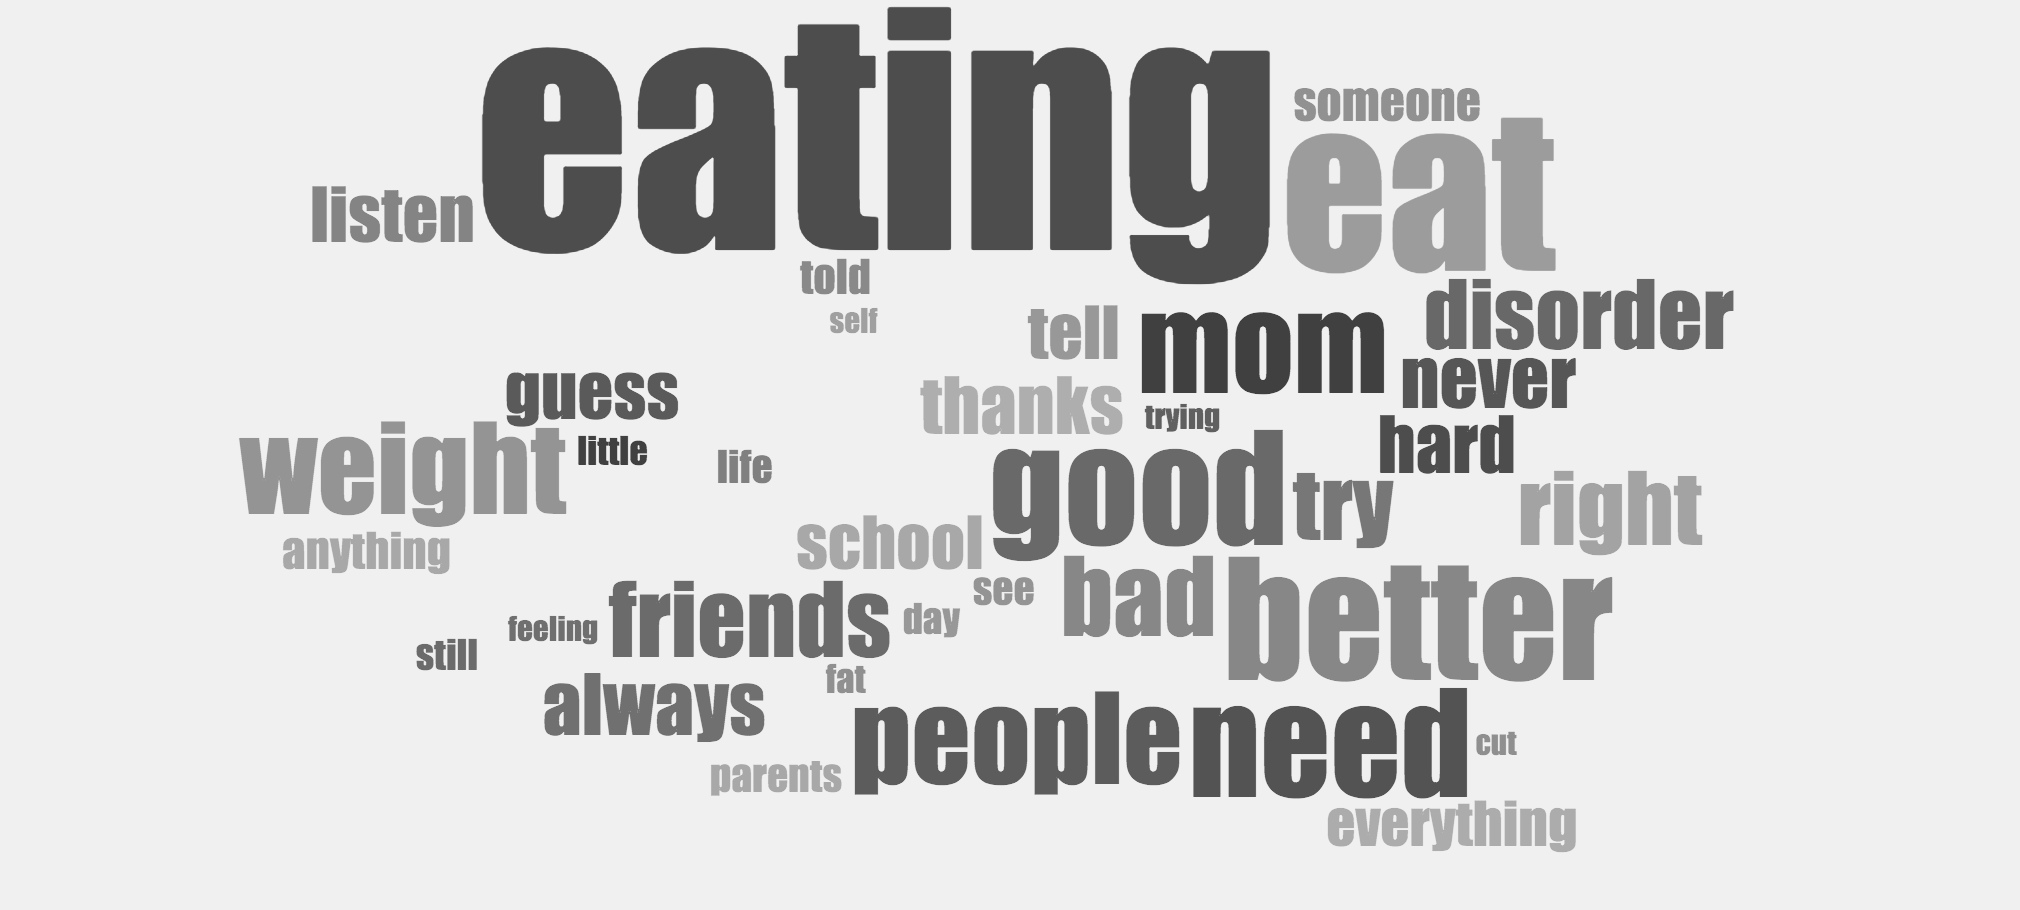 eating
someone
eat
listen
told
self
tell
mom
disorder
never
guess
thanks
trying
hard
weight
little
life
good
try
right
anything
school
see
bad
better
friends
day
feeling
still
fat
always
people
need
cut
parents
everything